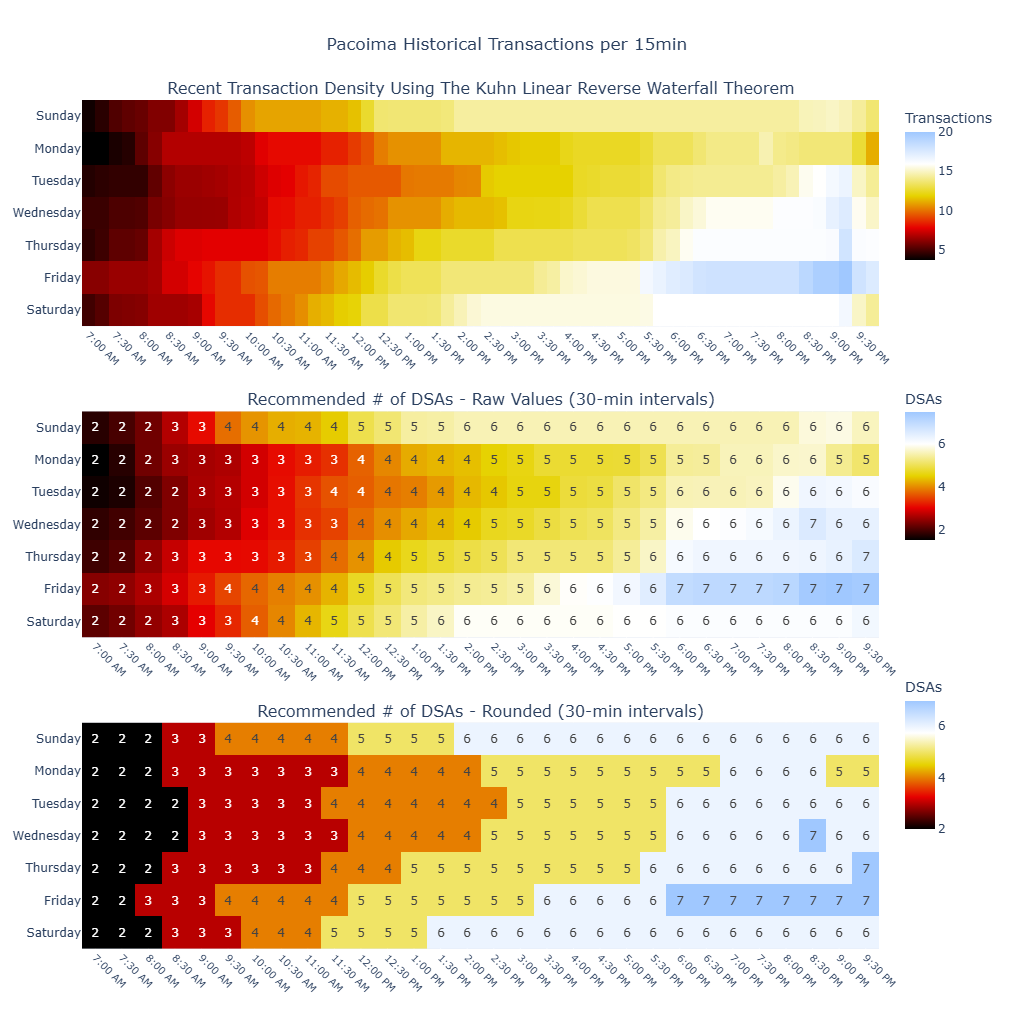 Pacoima Historical Transactions per 15min
Recent Transaction Density Using The Kuhn Linear Reverse Waterfall Theorem
Sunday
Monday
Tuesday
Wednesday
Thursday
Friday
Saturday
7:00 AM 7:30 AM 8:00 AM 8:30 AM 9:00 AM 9:30 AM 10:00 AM 10:30 AM 11:00 AM 11:30 AM 12:00 PM 12:30 PM 1:00 PM 1:30 PM 2:00 PM 2:30 PM 3:00 PM 3:30 PM 4:00 PM 4:30 PM 5:00 PM 5:30 PM 6:00 PM 6:30 PM 7:00 PM 7:30 PM 8:00 PM 8:30 PM 9:00 PM 9:30 PM
Transactions
20
15
10
5
Recommended # of DSAs - Raw Values (30-min intervals)
Sunday 2 2 2 3 3 4 4 4 4 4 5 5 5 5 6 6 6 6 6 6 6 6 6 6 6 6 6 6 6 6
Monday 2 2 2 3 3 3 3 3 3 3 4 4 4 4 4 5 5 5 5 5 5 5 5 5 6 6 6 6 5 5
Tuesday 2 2 2 2 3 3 3 3 3 4 4 4 4 4 4 4 5 5 5 5 5 5 6 6 6 6 6 6 6 6
Wednesday 2 2 2 2 3 3 3 3 3 3 4 4 4 4 4 5 5 5 5 5 5 5 6 6 6 6 6 7 6 6
Thursday 2 2 2 3 3 3 3 3 3 4 4 4 5 5 5 5 5 5 5 5 5 6 6 6 6 6 6 6 6 7
Friday 2 2 3 3 3 4 4 4 4 4 5 5 5 5 5 5 5 6 6 6 6 6 7 7 7 7 7 7 7 7
Saturday 2 2 2 3 3 3 4 4 4 5 5 5 5 6 6 6 6 6 6 6 6 6 6 6 6 6 6 6 6 6
7:00 AM 7:30 AM 8:00 AM 8:30 AM 9:00 AM 9:30 AM 10:00 AM 10:30 AM 11:00 AM 11:30 AM 12:00 PM 12:30 PM 1:00 PM 1:30 PM 2:00 PM 2:30 PM 3:00 PM 3:30 PM 4:00 PM 4:30 PM 5:00 PM 5:30 PM 6:00 PM 6:30 PM 7:00 PM 7:30 PM 8:00 PM 8:30 PM 9:00 PM 9:30 PM
DSAs
6
4
2
Recommended # of DSAs - Rounded (30-min intervals)
Sunday 2 2 2 3 3 4 4 4 4 4 5 5 5 5 6 6 6 6 6 6 6 6 6 6 6 6 6 6 6 6
Monday 2 2 2 3 3 3 3 3 3 3 4 4 4 4 4 5 5 5 5 5 5 5 5 5 6 6 6 6 5 5
Tuesday 2 2 2 2 3 3 3 3 3 4 4 4 4 4 4 4 5 5 5 5 5 5 6 6 6 6 6 6 6 6
Wednesday 2 2 2 2 3 3 3 3 3 3 4 4 4 4 4 5 5 5 5 5 5 5 6 6 6 6 6 7 6 6
Thursday 2 2 2 3 3 3 3 3 3 4 4 4 5 5 5 5 5 5 5 5 5 6 6 6 6 6 6 6 6 7
Friday 2 2 3 3 3 4 4 4 4 4 5 5 5 5 5 5 5 6 6 6 6 6 7 7 7 7 7 7 7 7
Saturday 2 2 2 3 3 3 4 4 4 5 5 5 5 6 6 6 6 6 6 6 6 6 6 6 6 6 6 6 6 6
7:00 AM 7:30 AM 8:00 AM 8:30 AM 9:00 AM 9:30 AM 10:00 AM 10:30 AM 11:00 AM 11:30 AM 12:00 PM 12:30 PM 1:00 PM 1:30 PM 2:00 PM 2:30 PM 3:00 PM 3:30 PM 4:00 PM 4:30 PM 5:00 PM 5:30 PM 6:00 PM 6:30 PM 7:00 PM 7:30 PM 8:00 PM 8:30 PM 9:00 PM 9:30 PM
DSAs
6
4
2